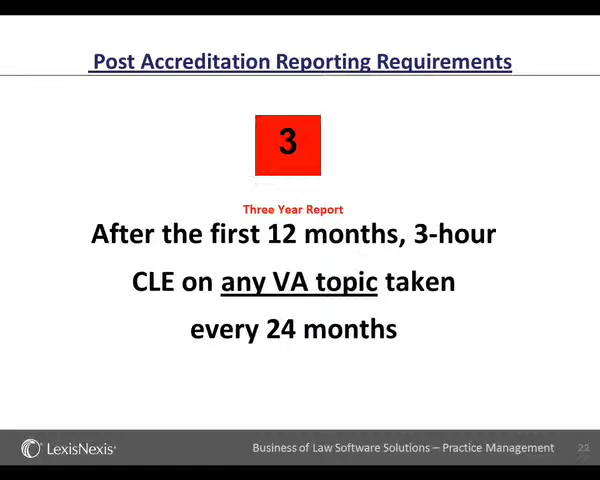 Post Accreditation Reporting Requirements
3
Three Year Report
After the first 12 months, 3-hour
CLE on any VA topic taken
every 24 months
LexisNexis® Business of Law Software Solutions – Practice Management